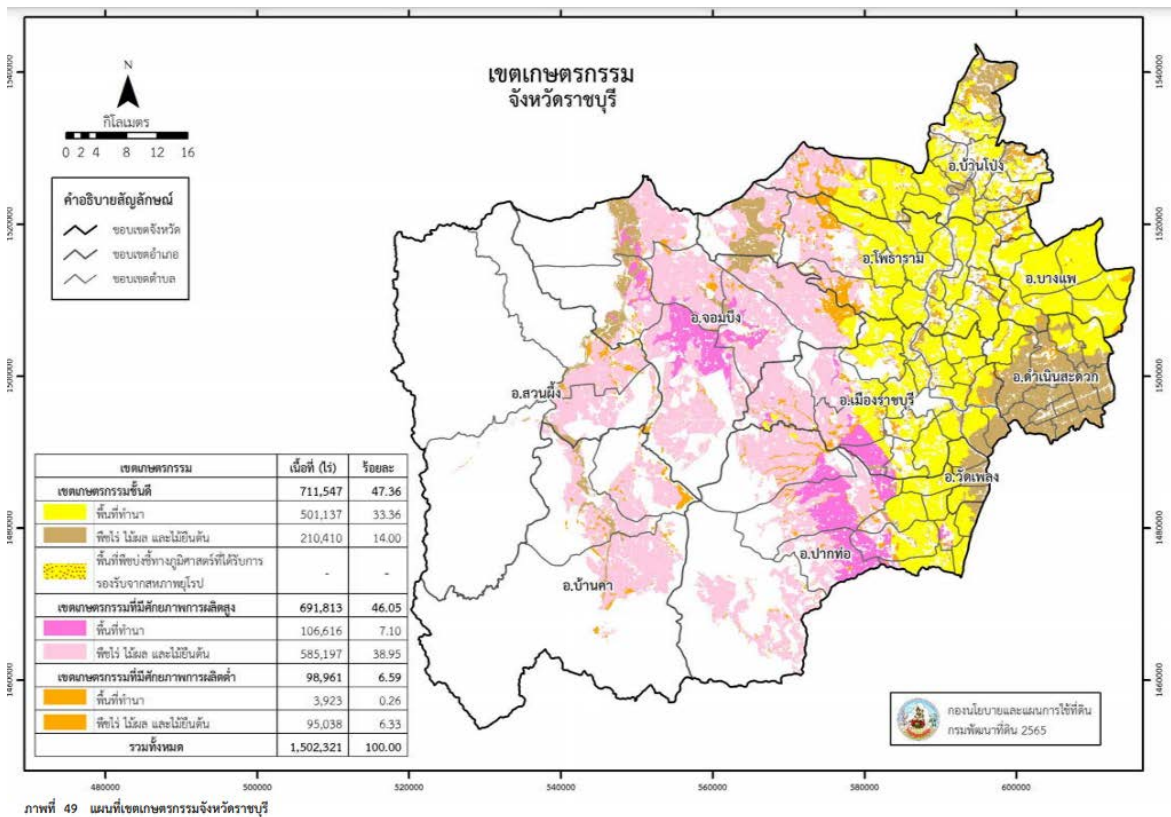 เขตเกษตรกรรม
จังหวัดราชบุรี
N
กิโลเมตร
0 2 4 8 12 16
คำอธิบายสัญลักษณ์
ขอบเขตจังหวัด
ขอบเขตอำเภอ
ขอบเขตตำบล
1540000
1520000
1500000
1480000
1460000
1540000
1520000
1500000
1480000
1460000
อ.บ้านโป่ง
อ.โพธาราม
อ.บางแพ
อ.จอมบึง
อ.ดำเนินสะดวก
อ.สวนผึ้ง
อ.เมืองราชบุรี
อ.วัดเพลง
อ.ปากท่อ
อ.บ้านคา
เขตเกษตรกรรม เนื้อที่ (ไร่) ร้อยละ
เขตเกษตรกรรมชั้นดี 711,547 47.36
พื้นที่ทำนา 501,137 33.36
พืชไร่ ไม้ผล และไม้ยืนต้น 210,410 14.00
พื้นที่พืชบ่งชี้ทางภูมิศาสตร์ที่ได้รับการ
รองรับจากสหภาพยุโรป - -
เขตเกษตรกรรมที่มีศักยภาพการผลิตสูง 691,813 46.05
พื้นที่ทำนา 106,616 7.10
พืชไร่ ไม้ผล และไม้ยืนต้น 585,197 38.95
เขตเกษตรกรรมที่มีศักยภาพการผลิตต่ำ 98,961 6.59
พื้นที่ทำนา 3,923 0.26
พืชไร่ ไม้ผล และไม้ยืนต้น 95,038 6.33
รวมทั้งหมด 1,502,321 100.00
กองนโยบายและแผนการใช้ที่ดิน
กรมพัฒนาที่ดิน 2565
480000 500000 520000 540000 560000 580000 600000
ภาพที่ 49 แผนที่เขตเกษตรกรรมจังหวัดราชบุรี